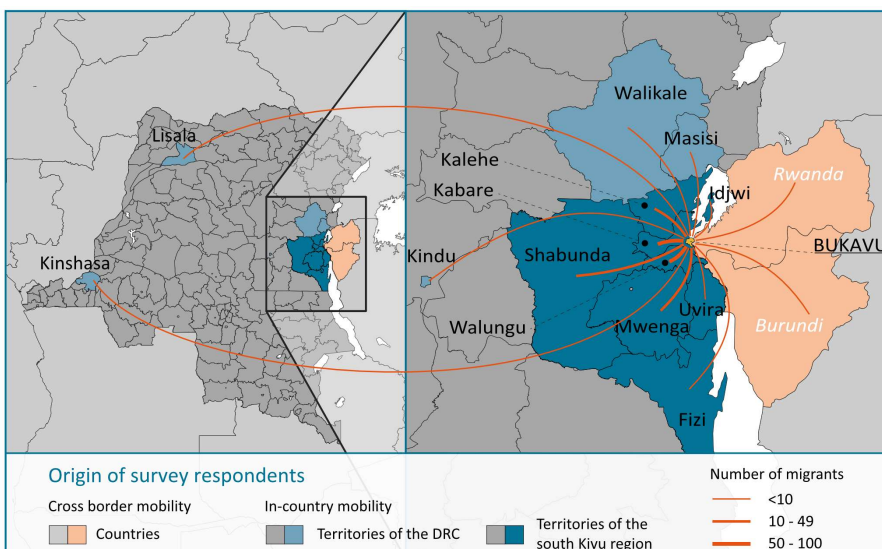 Lisala
Kinshasa
Walikale
Masisi
Kalehe
Kabare
Idjwi
Rwanda
Kindu
Shabunda
BUKAVU
Walungu
Mwenga
Uvira
Burundi
Fizi
Origin of survey respondents
Cross border mobility
In-country mobility
Countries
Territories of the DRC
Territories of the
south Kivu region
Number of migrants
<10
10 - 49
50 - 100